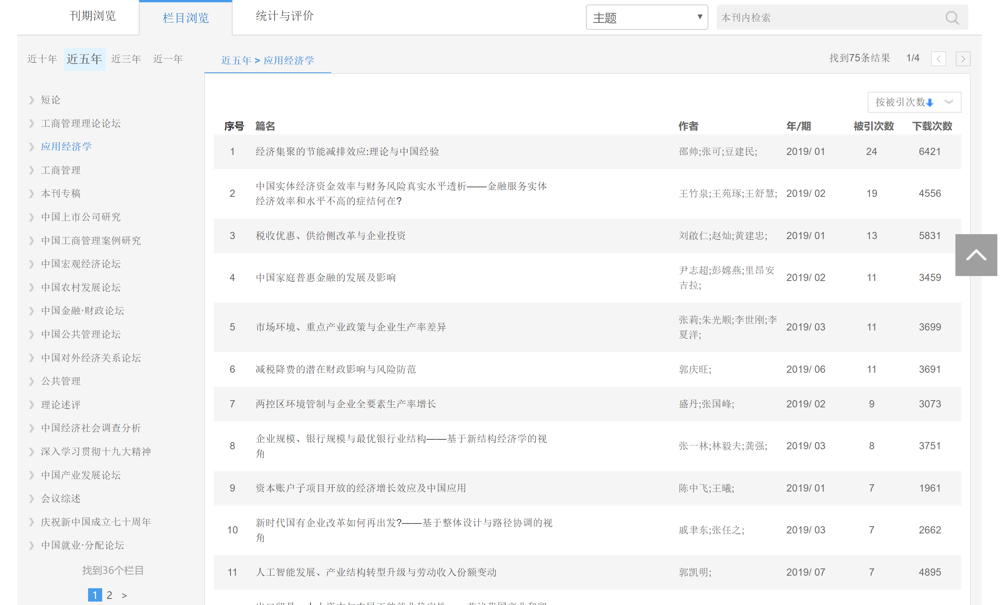 刊期浏览 栏目浏览 统计与评价 主题 本刊内检索
近十年 近五年 近三年 近一年
近五年 > 应用经济学 找到75条结果 1/4
短论
工商管理理论论坛
应用经济学
工商管理
本刊专稿
中国上市公司研究
中国工商管理案例研究
中国宏观经济论坛
中国农村发展论坛
中国金融·财政论坛
中国公共管理论坛
中国对外经济关系论坛
公共管理
理论述评
中国经济社会调查分析
深入学习贯彻十九大精神
中国产业发展论坛
会议综述
庆祝新中国成立七十周年
中国就业·分配论坛
找到36个栏目
1 2 >
按被引次数
序号 篇名 作者 年/期 被引次数 下载次数
1 经济集聚的节能减排效应:理论与中国经验 邵帅;张可;豆建民; 2019/ 01 24 6421
2 中国实体经济资金效率与财务风险真实水平透析——金融服务实体
经济效率和水平不高的症结何在? 王竹泉;王苑琢;王舒慧; 2019/ 02 19 4556
3 税收优惠、供给侧改革与企业投资 刘啟仁;赵灿;黄建忠; 2019/ 01 13 5831
4 中国家庭普惠金融的发展及影响 尹志超;彭嫦燕;里昂安
吉拉; 2019/ 02 11 3459
5 市场环境、重点产业政策与企业生产率差异 张莉;朱光顺;李世刚;李
夏洋; 2019/ 03 11 3699
6 减税降费的潜在财政影响与风险防范 郭庆旺; 2019/ 06 11 3691
7 两控区环境管制与企业全要素生产率增长 盛丹;张国峰; 2019/ 02 9 3073
8 企业规模、银行规模与最优银行业结构——基于新结构经济学的视
角 张一林;林毅夫;龚强; 2019/ 03 8 3751
9 资本账户子项目开放的经济增长效应及中国应用 陈中飞;王曦; 2019/ 01 7 1961
10 新时代国有企业改革如何再出发?——基于整体设计与路径协调的视
角 戚聿东;张任之; 2019/ 03 7 2662
11 人工智能发展、产业结构转型升级与劳动收入份额变动 郭凯明; 2019/ 07 7 4895